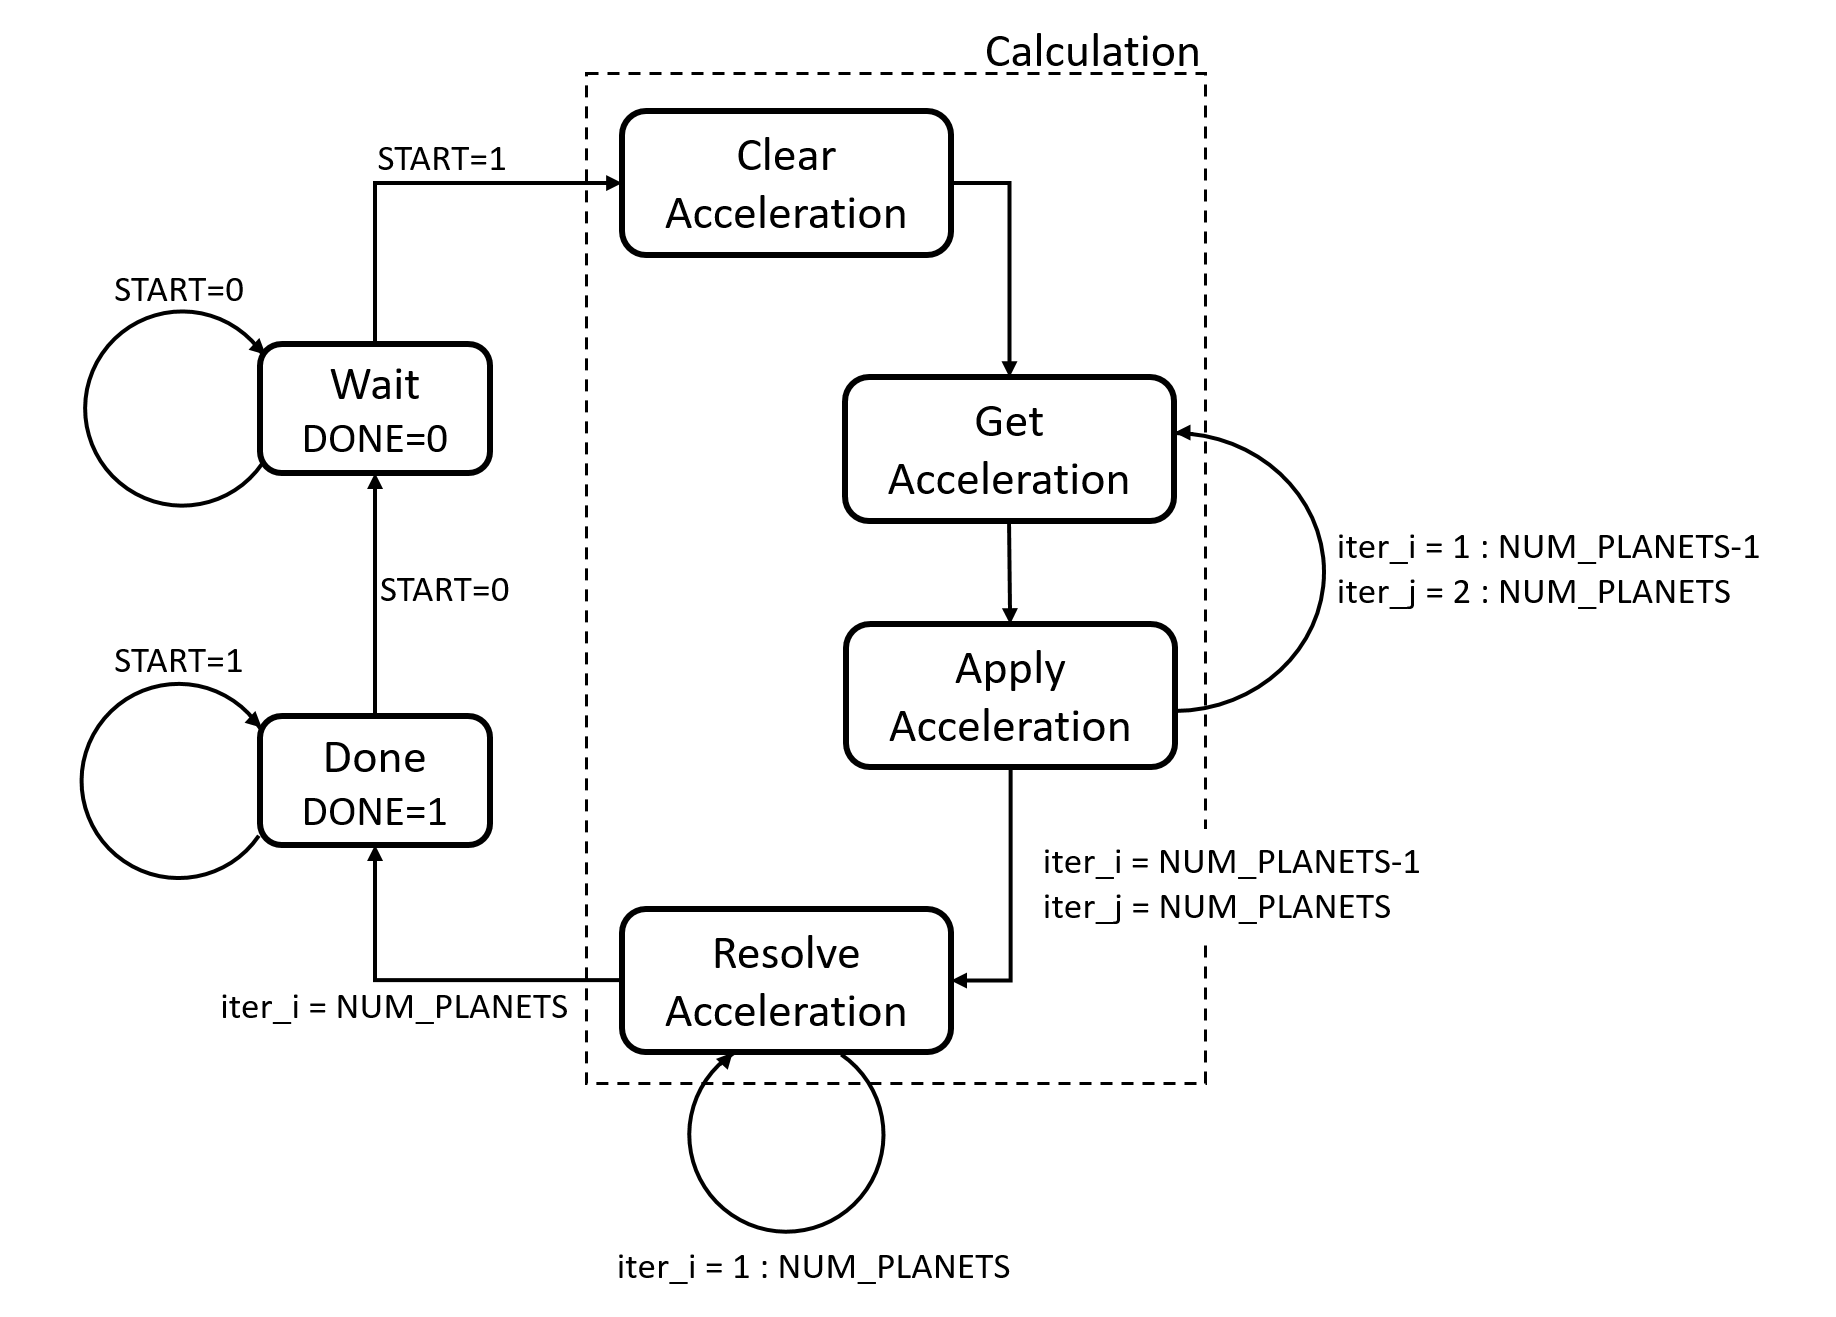 Calculation
START=1
Clear
Acceleration
START=0
Wait
DONE=0
Get
Acceleration
iter_i = 1 : NUM_PLANETS-1
iter_j = 2 : NUM_PLANETS
START=0
START=1
Apply
Acceleration
Done
DONE=1
iter_i = NUM_PLANETS-1
iter_j = NUM_PLANETS
Resolve
Acceleration
iter_i = NUM_PLANETS
iter_i = 1 : NUM_PLANETS